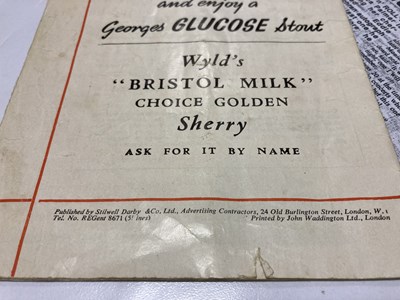 and enjoy a
Georges GLUCOSE Stout
Wyld's
"BRISTOL MILK"
CHOICE GOLDEN
Sherry
ASK FOR IT BY NAME
Published by Stilwell Darby & Co. Ltd., Advertising Contractors, 24 Old Burlington Street, London, W.1
Tel. No. REGent 8671 (5 lines) Printed by John Waddington Ltd., London